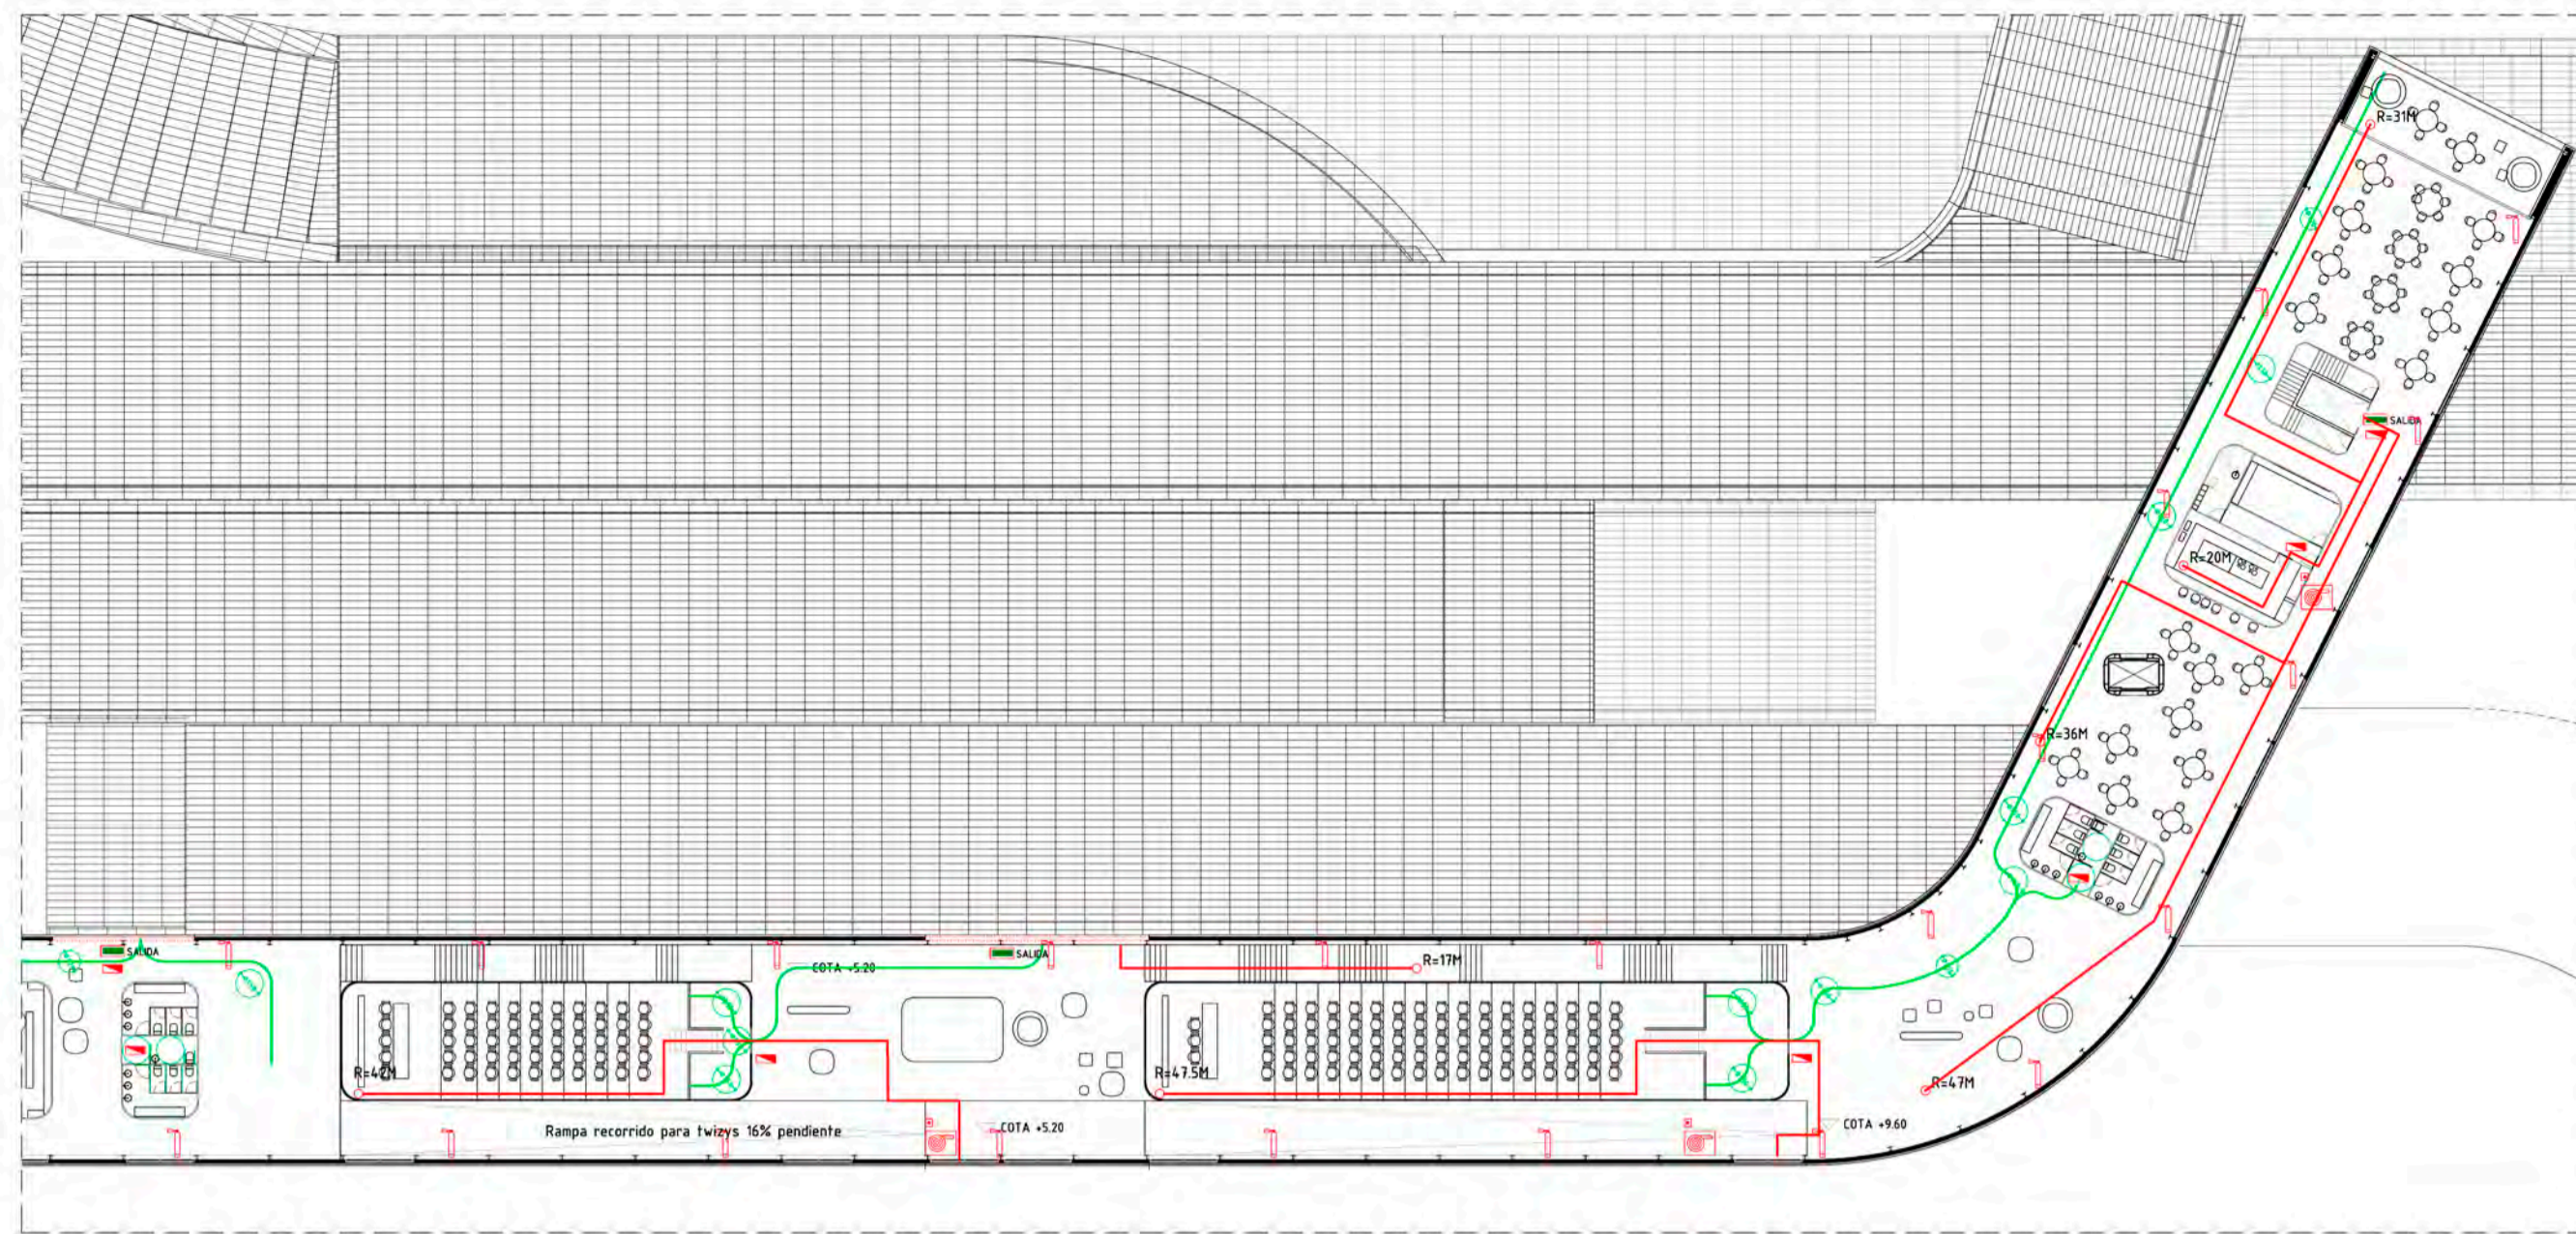 R=31M
SALIDA
R=20M
R=36M
SALIDA
COTA +5.20
SALIDA
R=17M
R=42M
R=47.5M
R=47M
Rampa recorrido para twizys 16% pendiente
COTA +5.20
COTA +9.60